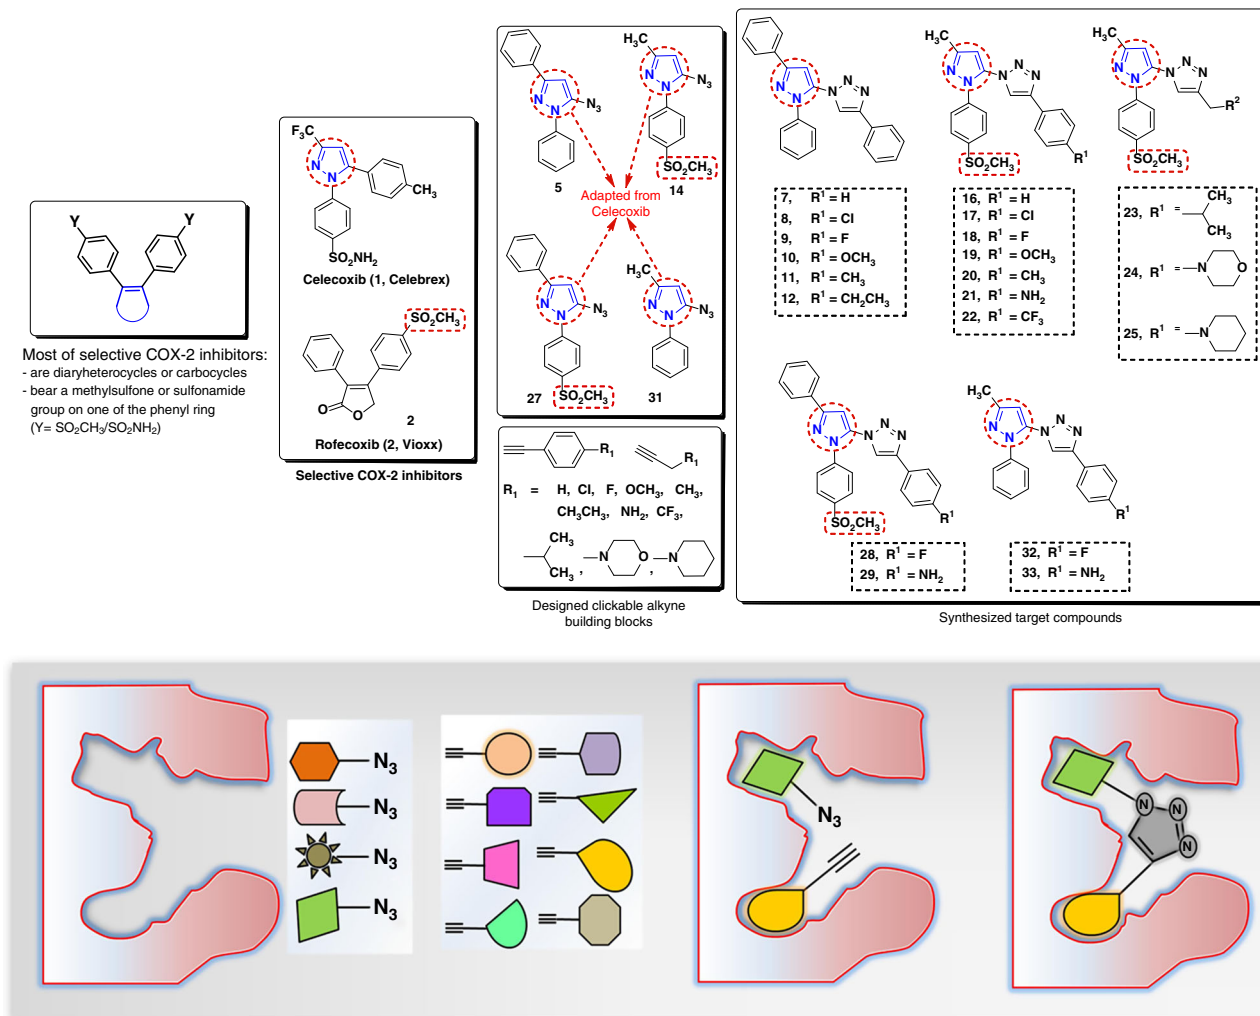 Y
Y
Most of selective COX-2 inhibitors:
- are diaryheterocycles or carbocycles
- bear a methylsulfone or sulfonamide
group on one of the phenyl ring
(Y= SO₂CH₃/SO₂NH₂)
F₃C
N
N
CH₃
SO₂NH₂
Celecoxib (1, Celebrex)
SO₂CH₃
O
O
2
Rofecoxib (2, Vioxx)
Selective COX-2 inhibitors
N
N
N₃
5
H₃C
N
N
N₃
SO₂CH₃
14
Adapted from
Celecoxib
N
N
N₃
27
SO₂CH₃
H₃C
N
N
N₃
31
R₁
R₁
R₁ = H, Cl, F, OCH₃, CH₃,
CH₃CH₃, NH₂, CF₃,
CH₃
CH₃ ,
N
O ,
N
Designed clickable alkyne
building blocks
N
N
N
N
N
7, R¹ = H
8, R¹ = Cl
9, R¹ = F
10, R¹ = OCH₃
11, R¹ = CH₃
12, R¹ = CH₂CH₃
H₃C
N
N
N
N
N
R¹
SO₂CH₃
16, R¹ = H
17, R¹ = Cl
18, R¹ = F
19, R¹ = OCH₃
20, R¹ = CH₃
21, R¹ = NH₂
22, R¹ = CF₃
H₃C
N
N
N
N
N
R²
SO₂CH₃
23, R¹ =
CH₃
CH₃
24, R¹ =
N
O
25, R¹ =
N
N
N
N
N
N
R¹
SO₂CH₃
28, R¹ = F
29, R¹ = NH₂
H₃C
N
N
N
N
N
R¹
32, R¹ = F
33, R¹ = NH₂
Synthesized target compounds
N₃
N₃
N₃
N₃
N₃
N
N
N